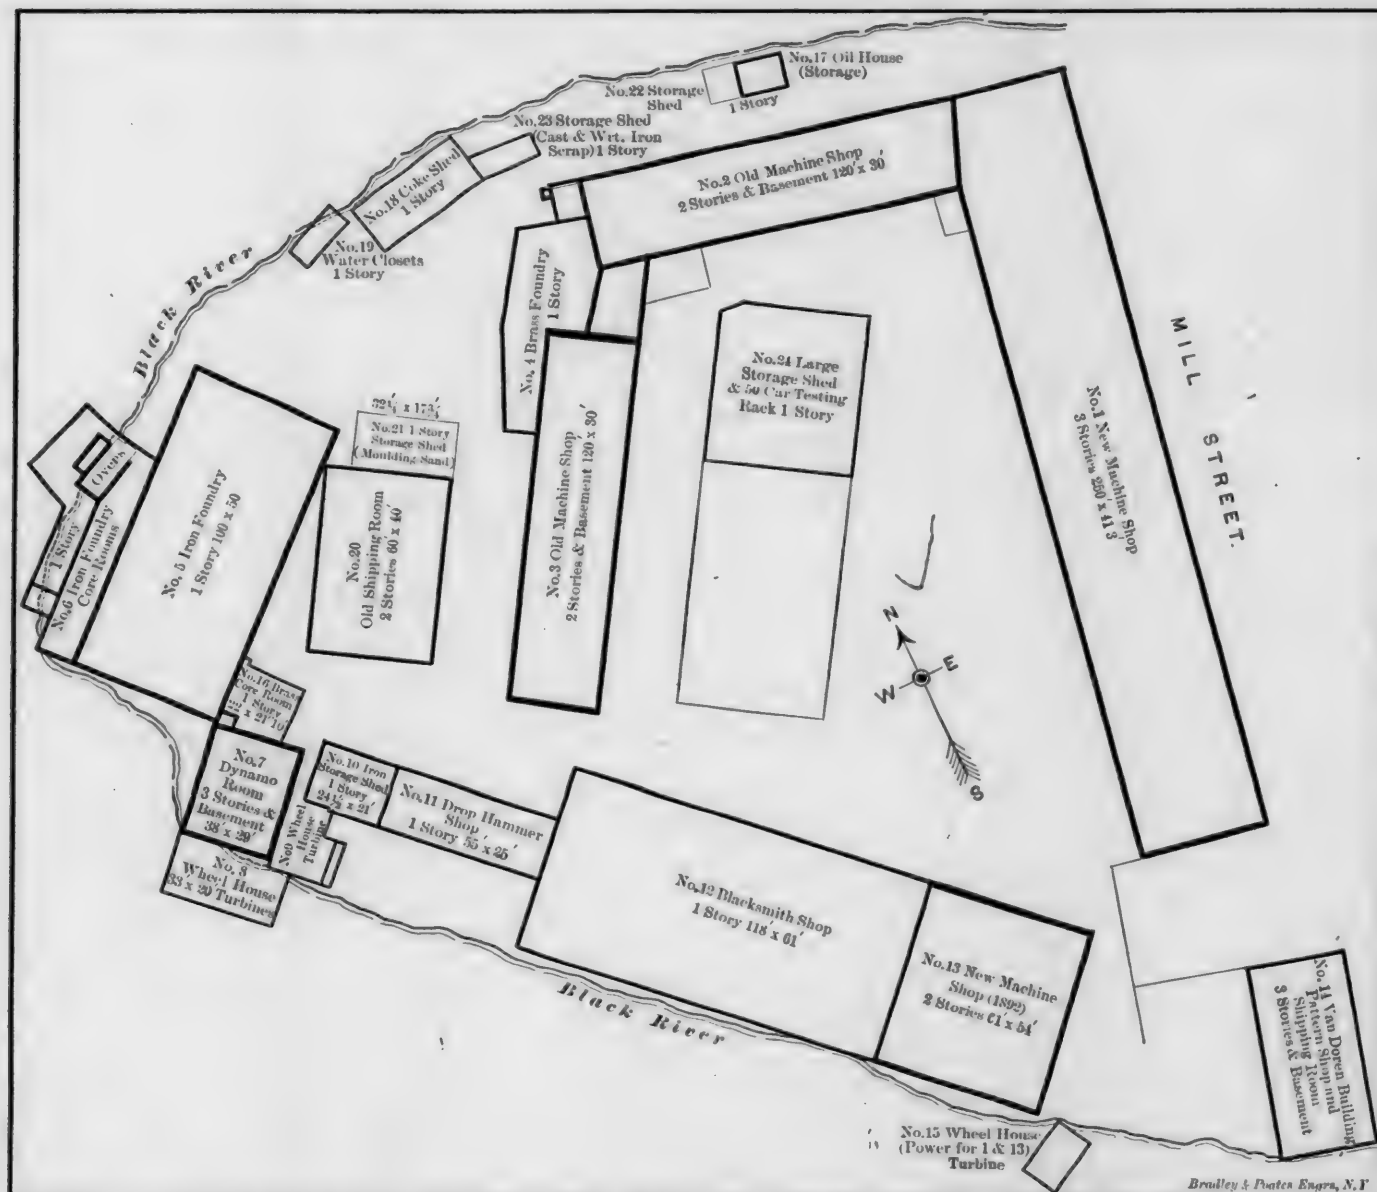 No.17 Oil House
(Storage)
No.22 Storage
Shed
1 Story
No.23 Storage Shed
(Cast & Wrt. Iron
Scrap) 1 Story
No.18 Coke Shed
1 Story
No.19
Water Closets
1 Story
Black River
No.2 Old Machine Shop
2 Stories & Basement 120' x 30'
No. 4 Brass Foundry
1 Story
No.24 Large
Storage Shed
& 50 Car Testing
Rack 1 Story
MILL STREET.
No.1 New Machine Shop
3 Stories 250' x 41 3'
32¼' x 17¾'
No.21 1 Story
Storage Shed
(Moulding Sand)
Ovens
1 Story
No.6 Iron Foundry
Core Rooms
No. 5 Iron Foundry
1 Story 100 x 50
No.20
Old Shipping Room
2 Stories 60' x 40'
No.3 Old Machine Shop
2 Stories & Basement 120' x 30'
N
E
W
S
No.16 Brass
Core Room
1 Story
x 21' 10"
No.7
Dynamo
Room
3 Stories &
Basement
38 x 29'
No. 8
Wheel House
33' x 20' Turbines
No9 Wheel
House
Turbine
No.10 Iron
Storage Shed
1 Story
24½' x 21'
No.11 Drop Hammer
Shop
1 Story 55' x 25'
No.12 Blacksmith Shop
1 Story 118' x 61'
No.13 New Machine
Shop (1892)
2 Stories 61' x 54'
Black River
No.14 Van Doren Building
Pattern Shop and
Shipping Room
3 Stories & Basement
No.15 Wheel House
(Power for 1 & 13)
Turbine
Bradley & Poates Engrs, N.Y